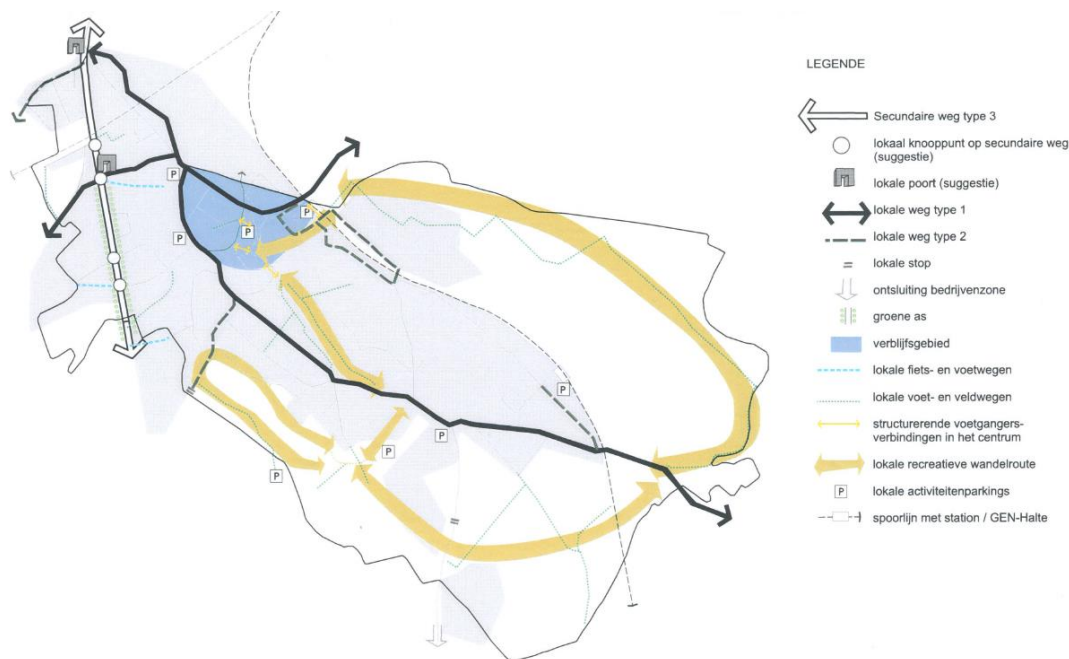 LEGENDE
Secundaire weg type 3
lokaal knooppunt op secundaire weg
(suggestie)
lokale poort (suggestie)
lokale weg type 1
lokale weg type 2
lokale stop
ontsluiting bedrijvenzone
groene as
verblijfsgebied
lokale fiets- en voetwegen
lokale voet- en veldwegen
structurerende voetgangers-
verbindingen in het centrum
lokale recreatieve wandelroute
P lokale activiteitenparkings
spoorlijn met station / GEN-Halte
P
P
P
P
P
P
P
P